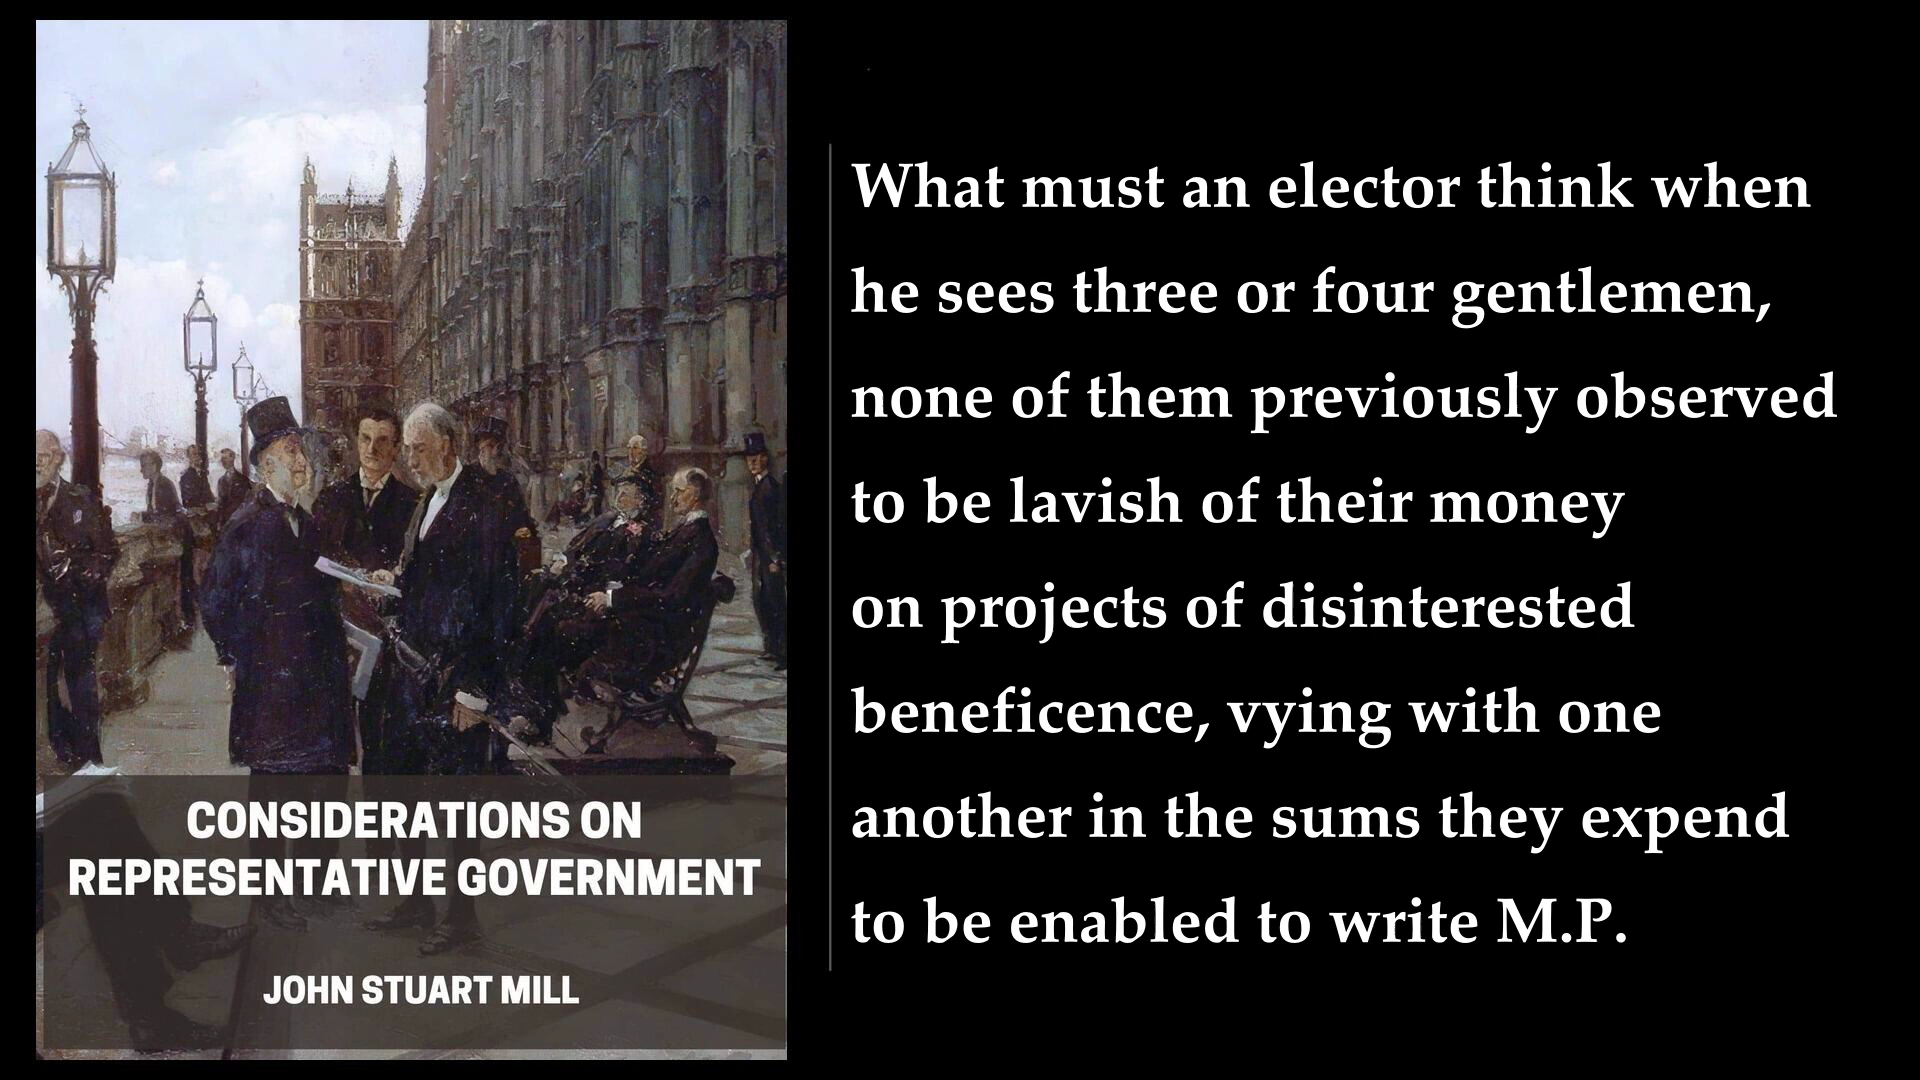 CONSIDERATIONS ON
REPRESENTATIVE GOVERNMENT
JOHN STUART MILL
What must an elector think when
he sees three or four gentlemen,
none of them previously observed
to be lavish of their money
on projects of disinterested
beneficence, vying with one
another in the sums they expend
to be enabled to write M.P.